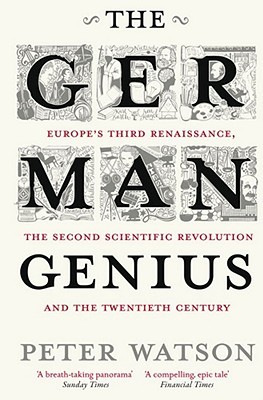 THE
GER
EUROPE'S THIRD RENAISSANCE,
MAN
THE SECOND SCIENTIFIC REVOLUTION
GENIUS
AND THE TWENTIETH CENTURY
PETER WATSON
'A breath-taking panorama' 'A compelling, epic tale'
Sunday Times Financial Times